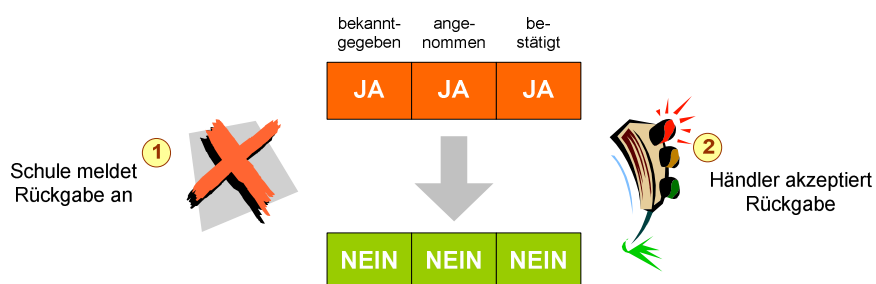 bekannt- ange- be-
gegeben nommen stätigt
JA JA JA
1
Schule meldet
Rückgabe an
2
Händler akzeptiert
Rückgabe
NEIN NEIN NEIN